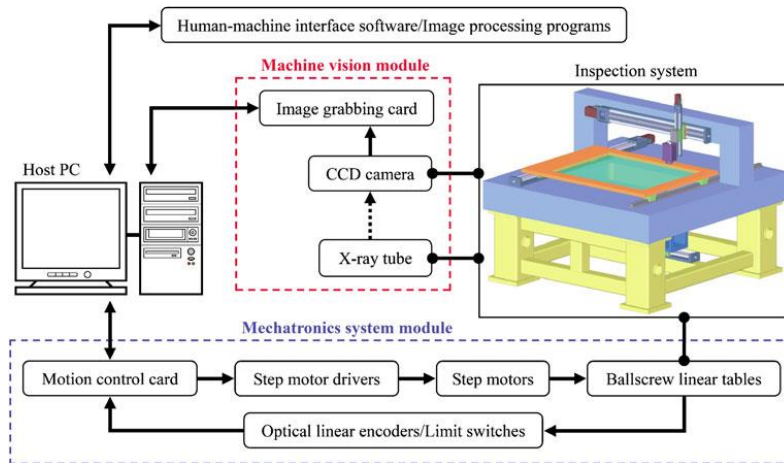 Human-machine interface software/Image processing programs
Machine vision module
Inspection system
Image grabbing card
Host PC
CCD camera
X-ray tube
Mechatronics system module
Motion control card
Step motor drivers
Step motors
Ballscrew linear tables
Optical linear encoders/Limit switches